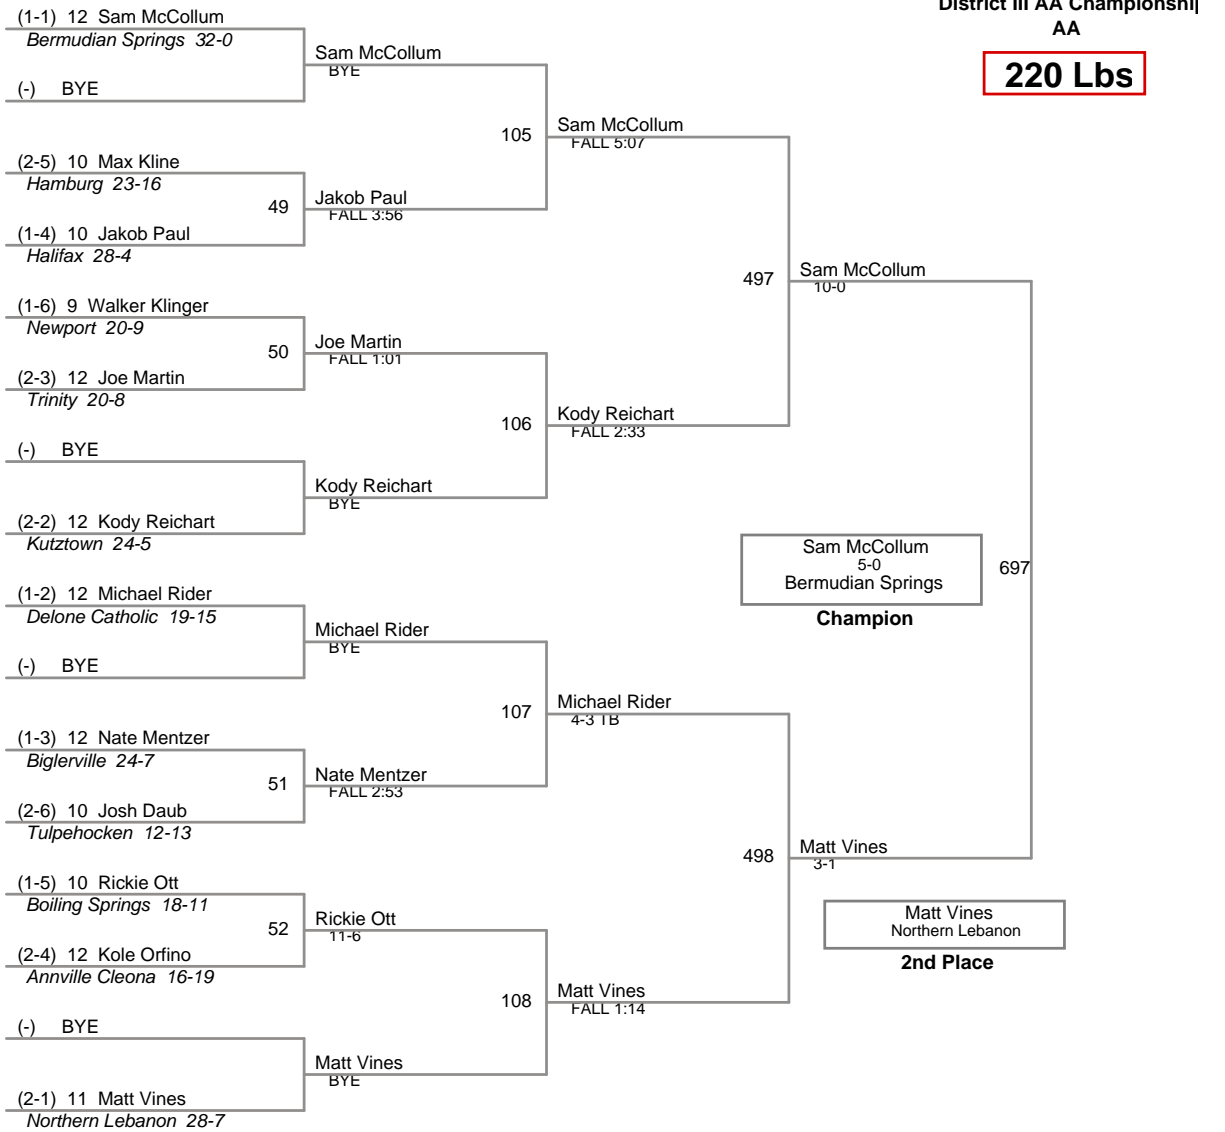 District III AA Championship
AA
220 Lbs
(1-1) 12 Sam McCollum
Bermudian Springs 32-0
Sam McCollum
BYE
(-) BYE
105
Sam McCollum
FALL 5:07
(2-5) 10 Max Kline
Hamburg 23-16
49
Jakob Paul
FALL 3:56
(1-4) 10 Jakob Paul
Halifax 28-4
497
Sam McCollum
10-0
(1-6) 9 Walker Klinger
Newport 20-9
50
Joe Martin
FALL 1:01
(2-3) 12 Joe Martin
Trinity 20-8
106
Kody Reichart
FALL 2:33
(-) BYE
Kody Reichart
BYE
(2-2) 12 Kody Reichart
Kutztown 24-5
Sam McCollum
5-0
Bermudian Springs
697
Champion
(1-2) 12 Michael Rider
Delone Catholic 19-15
Michael Rider
BYE
(-) BYE
107
Michael Rider
4-3 TB
(1-3) 12 Nate Mentzer
Biglerville 24-7
51
Nate Mentzer
FALL 2:53
(2-6) 10 Josh Daub
Tulpehocken 12-13
498
Matt Vines
3-1
(1-5) 10 Rickie Ott
Boiling Springs 18-11
52
Rickie Ott
11-6
Matt Vines
Northern Lebanon
2nd Place
(2-4) 12 Kole Orfino
Annville Cleona 16-19
108
Matt Vines
FALL 1:14
(-) BYE
Matt Vines
BYE
(2-1) 11 Matt Vines
Northern Lebanon 28-7